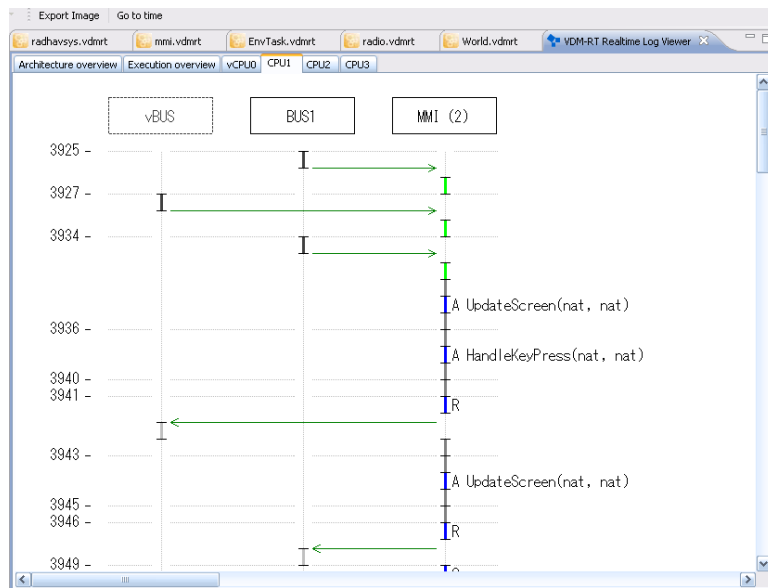 Export Image Go to time
radhavsys.vdmrt mmi.vdmrt EnvTask.vdmrt radio.vdmrt World.vdmrt VDM-RT Realtime Log Viewer
Architecture overview Execution overview vCPU0 CPU1 CPU2 CPU3
vBUS BUS1 MMI (2)
3925
3927
3934
A UpdateScreen(nat, nat)
3936
A HandleKeyPress(nat, nat)
3940
3941
R
3943
A UpdateScreen(nat, nat)
3945
3946
R
3949